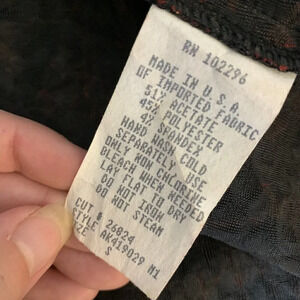 RN 102296
MADE IN U.S.A
OF IMPORTED FABRIC
51% ACETATE
45% POLYESTER
4% SPANDEX
HAND WASH COLD
SEPARATELY. USE
ONLY NON CHLORINE
BLEACH WHEN NEEDED
LAY FLAT TO DRY
DO NOT IRON
DO NOT STEAM
CUT # 26824
STYLE AK419029 M1
SIZE
S